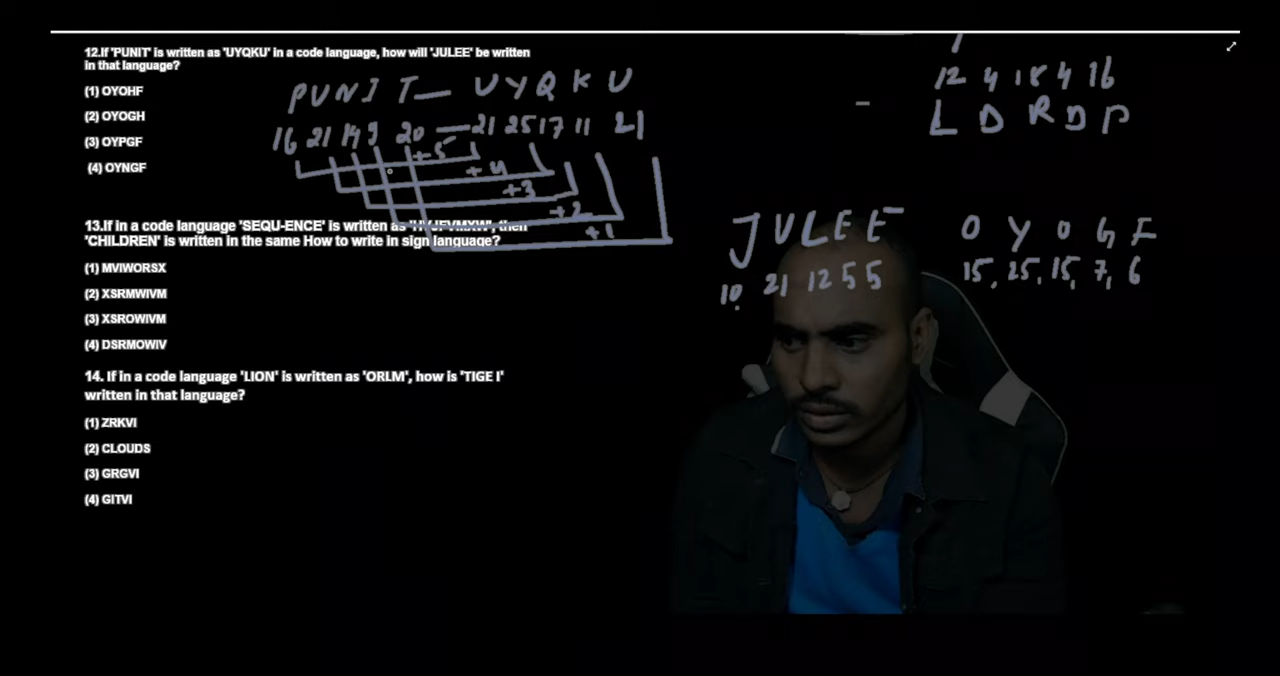 12.If 'PUNIT' is written as 'UYQKU' in a code language, how will 'JULEE' be written
in that language?
(1) OYOHF
(2) OYOGH
(3) OYPGF
(4) OYNGF
PUNIT — UYQKU
16 21 14 9 20 — 21 25 17 11 21
+5
+4
+3
+2
+1
12 4 18 4 16
L D R D P
JULEE OYOGF
10 21 12 5 5 15, 25, 15, 7, 6
13.If in a code language 'SEQU-ENCE' is written as then
'CHILDREN' is written in the same How to write in sign language?
(1) MVIWORSX
(2) XSRMWIVM
(3) XSROWIVM
(4) DSRMOWIV
14. If in a code language 'LION' is written as 'ORLM', how is 'TIGE I'
written in that language?
(1) ZRKVI
(2) CLOUDS
(3) GRGVI
(4) GITVI